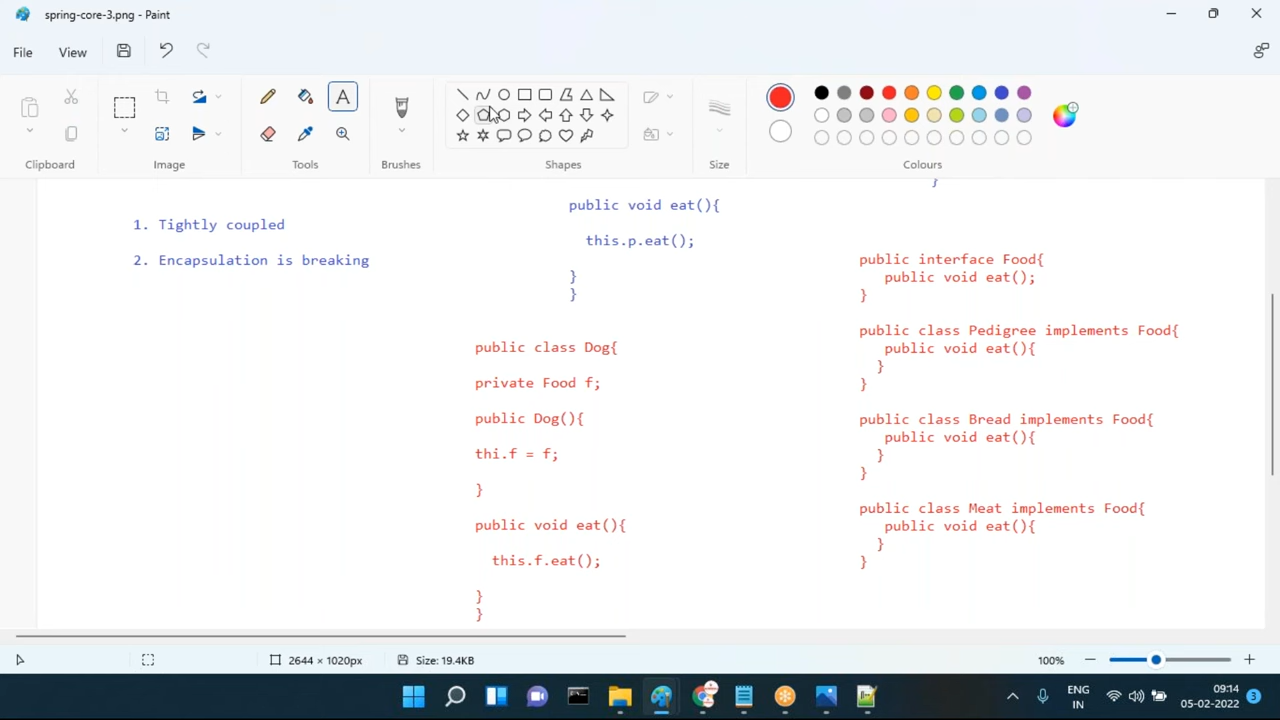 spring-core-3.png - Paint
File
View
Clipboard
Image
Tools
Brushes
Shapes
Size
Colours
1. Tightly coupled
2. Encapsulation is breaking
public void eat(){
this.p.eat();
}
}
public class Dog{
private Food f;
public Dog(){
thi.f = f;
}
public void eat(){
this.f.eat();
}
}
}
public interface Food{
public void eat();
}
public class Pedigree implements Food{
public void eat(){
}
}
public class Bread implements Food{
public void eat(){
}
}
public class Meat implements Food{
public void eat(){
}
}
2644 × 1020px
Size: 19.4KB
100%
ENG
IN
09:14
05-02-2022
3